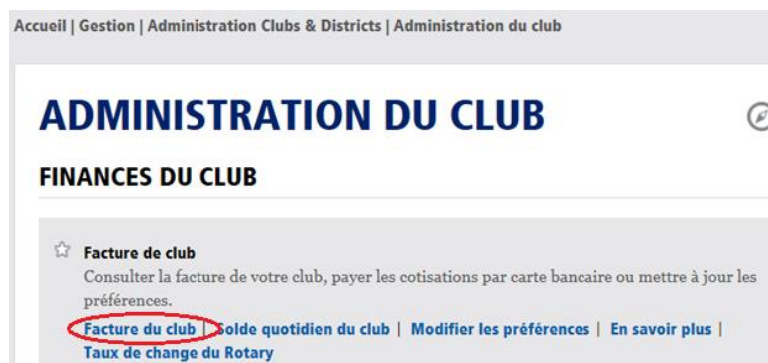 Accueil | Gestion | Administration Clubs & Districts | Administration du club
ADMINISTRATION DU CLUB
FINANCES DU CLUB
Facture de club
Consulter la facture de votre club, payer les cotisations par carte bancaire ou mettre à jour les
préférences.
Facture du club | Solde quotidien du club | Modifier les préférences | En savoir plus |
Taux de change du Rotary